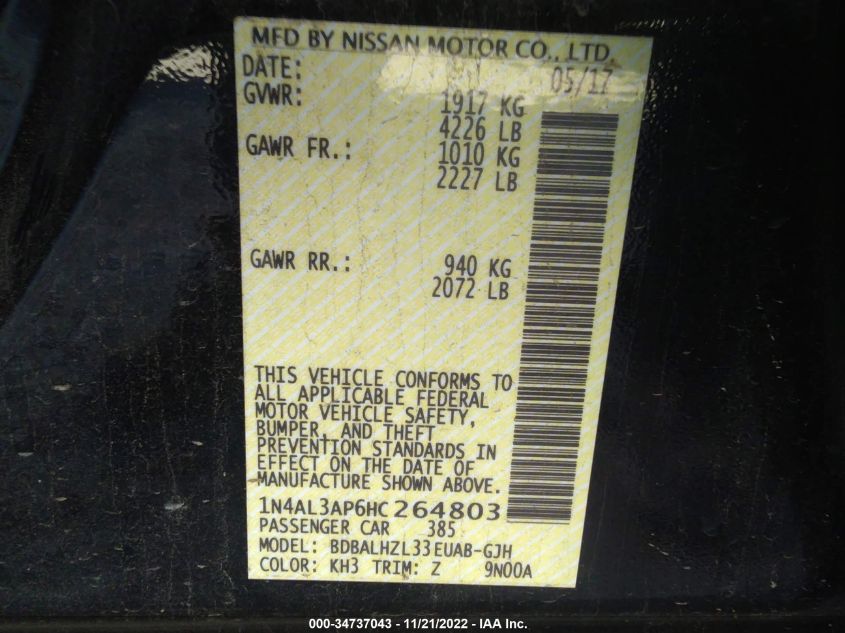 MFD BY NISSAN MOTOR CO., LTD
DATE: 05/17
GVWR: 1917 KG
4226 LB
GAWR FR.: 1010 KG
2227 LB
GAWR RR.: 940 KG
2072 LB
THIS VEHICLE CONFORMS TO
ALL APPLICABLE FEDERAL
MOTOR VEHICLE SAFETY,
BUMPER, AND THEFT
PREVENTION STANDARDS IN
EFFECT ON THE DATE OF
MANUFACTURE SHOWN ABOVE.
1N4AL3AP6HC264803
PASSENGER CAR 385
MODEL: BDBALHZL33EUAB-GJH
COLOR: KH3 TRIM: Z 9N00A
000-34737043 - 11/21/2022 - IAA Inc.